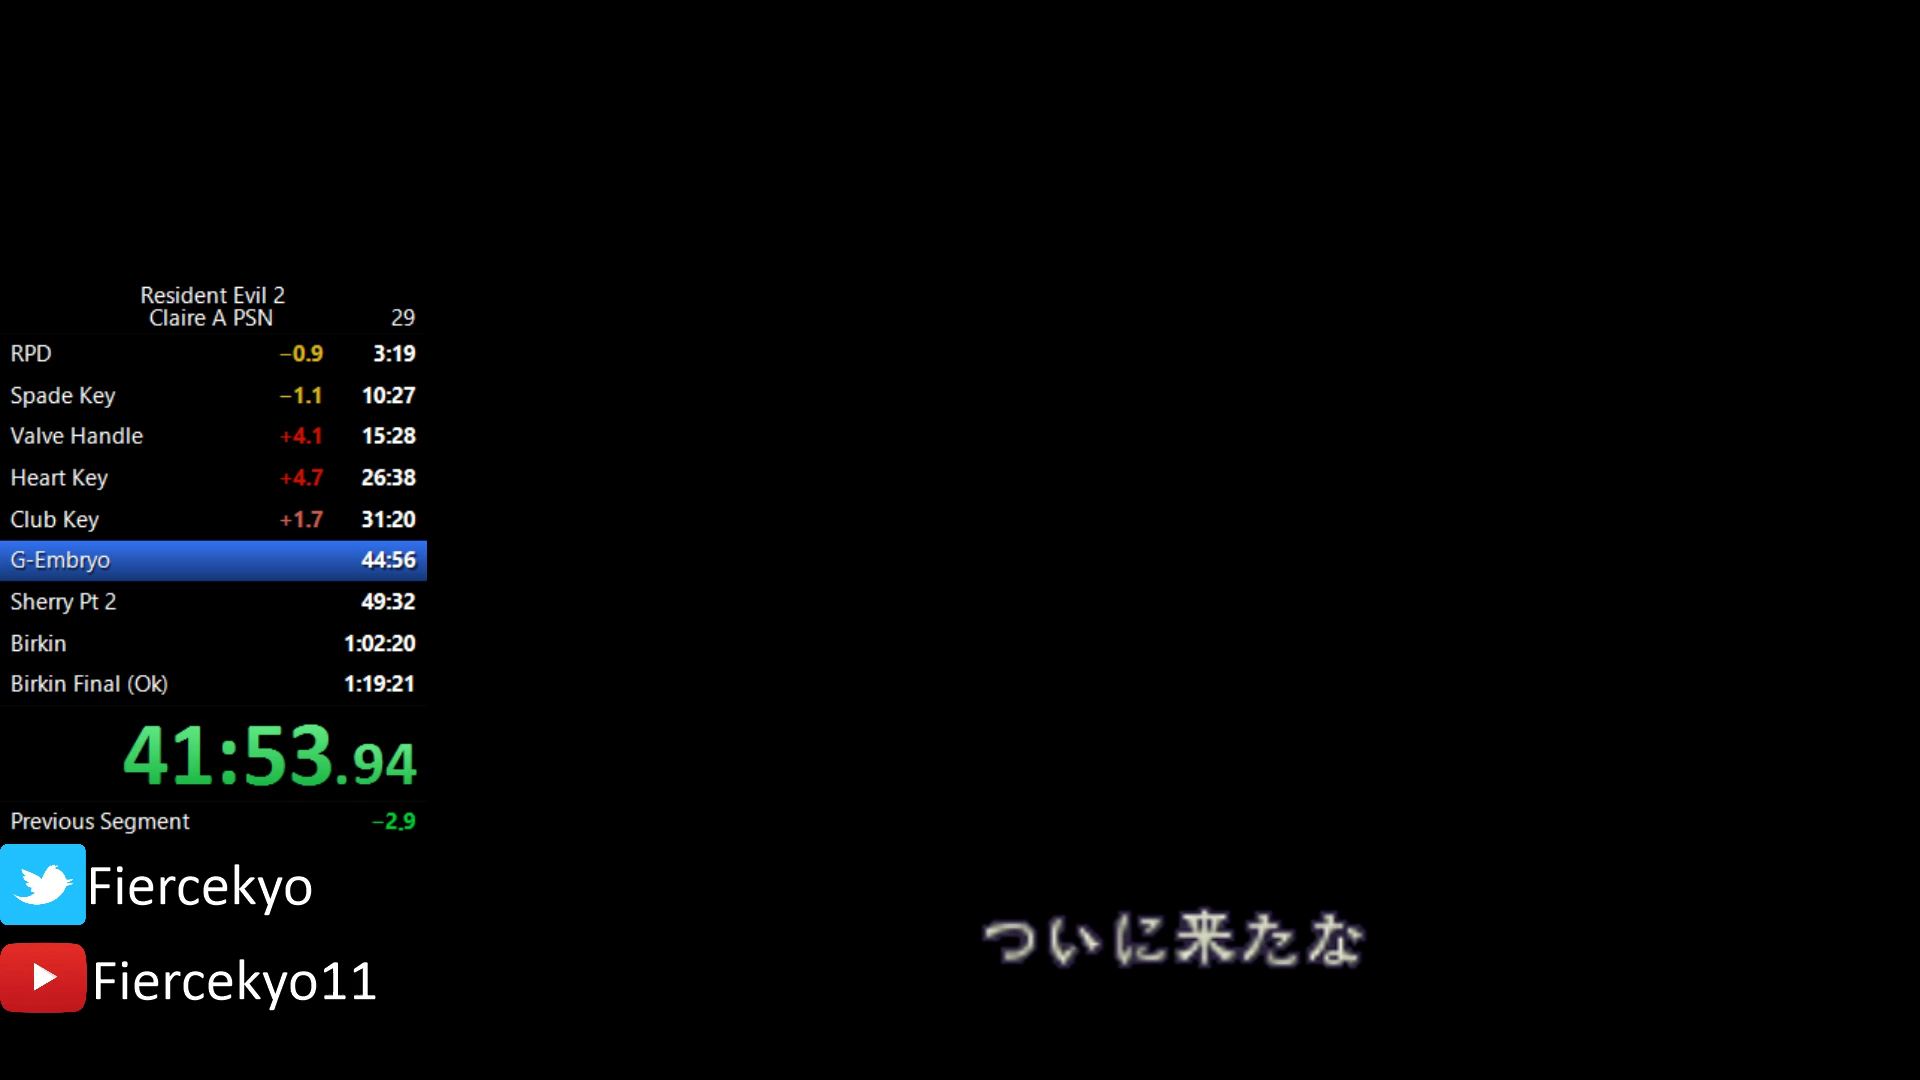 Resident Evil 2
Claire A PSN 29
RPD −0.9 3:19
Spade Key −1.1 10:27
Valve Handle +4.1 15:28
Heart Key +4.7 26:38
Club Key +1.7 31:20
G-Embryo 44:56
Sherry Pt 2 49:32
Birkin 1:02:20
Birkin Final (Ok) 1:19:21
41:53.94
Previous Segment −2.9
Fiercekyo
Fiercekyo11
ついに来たな